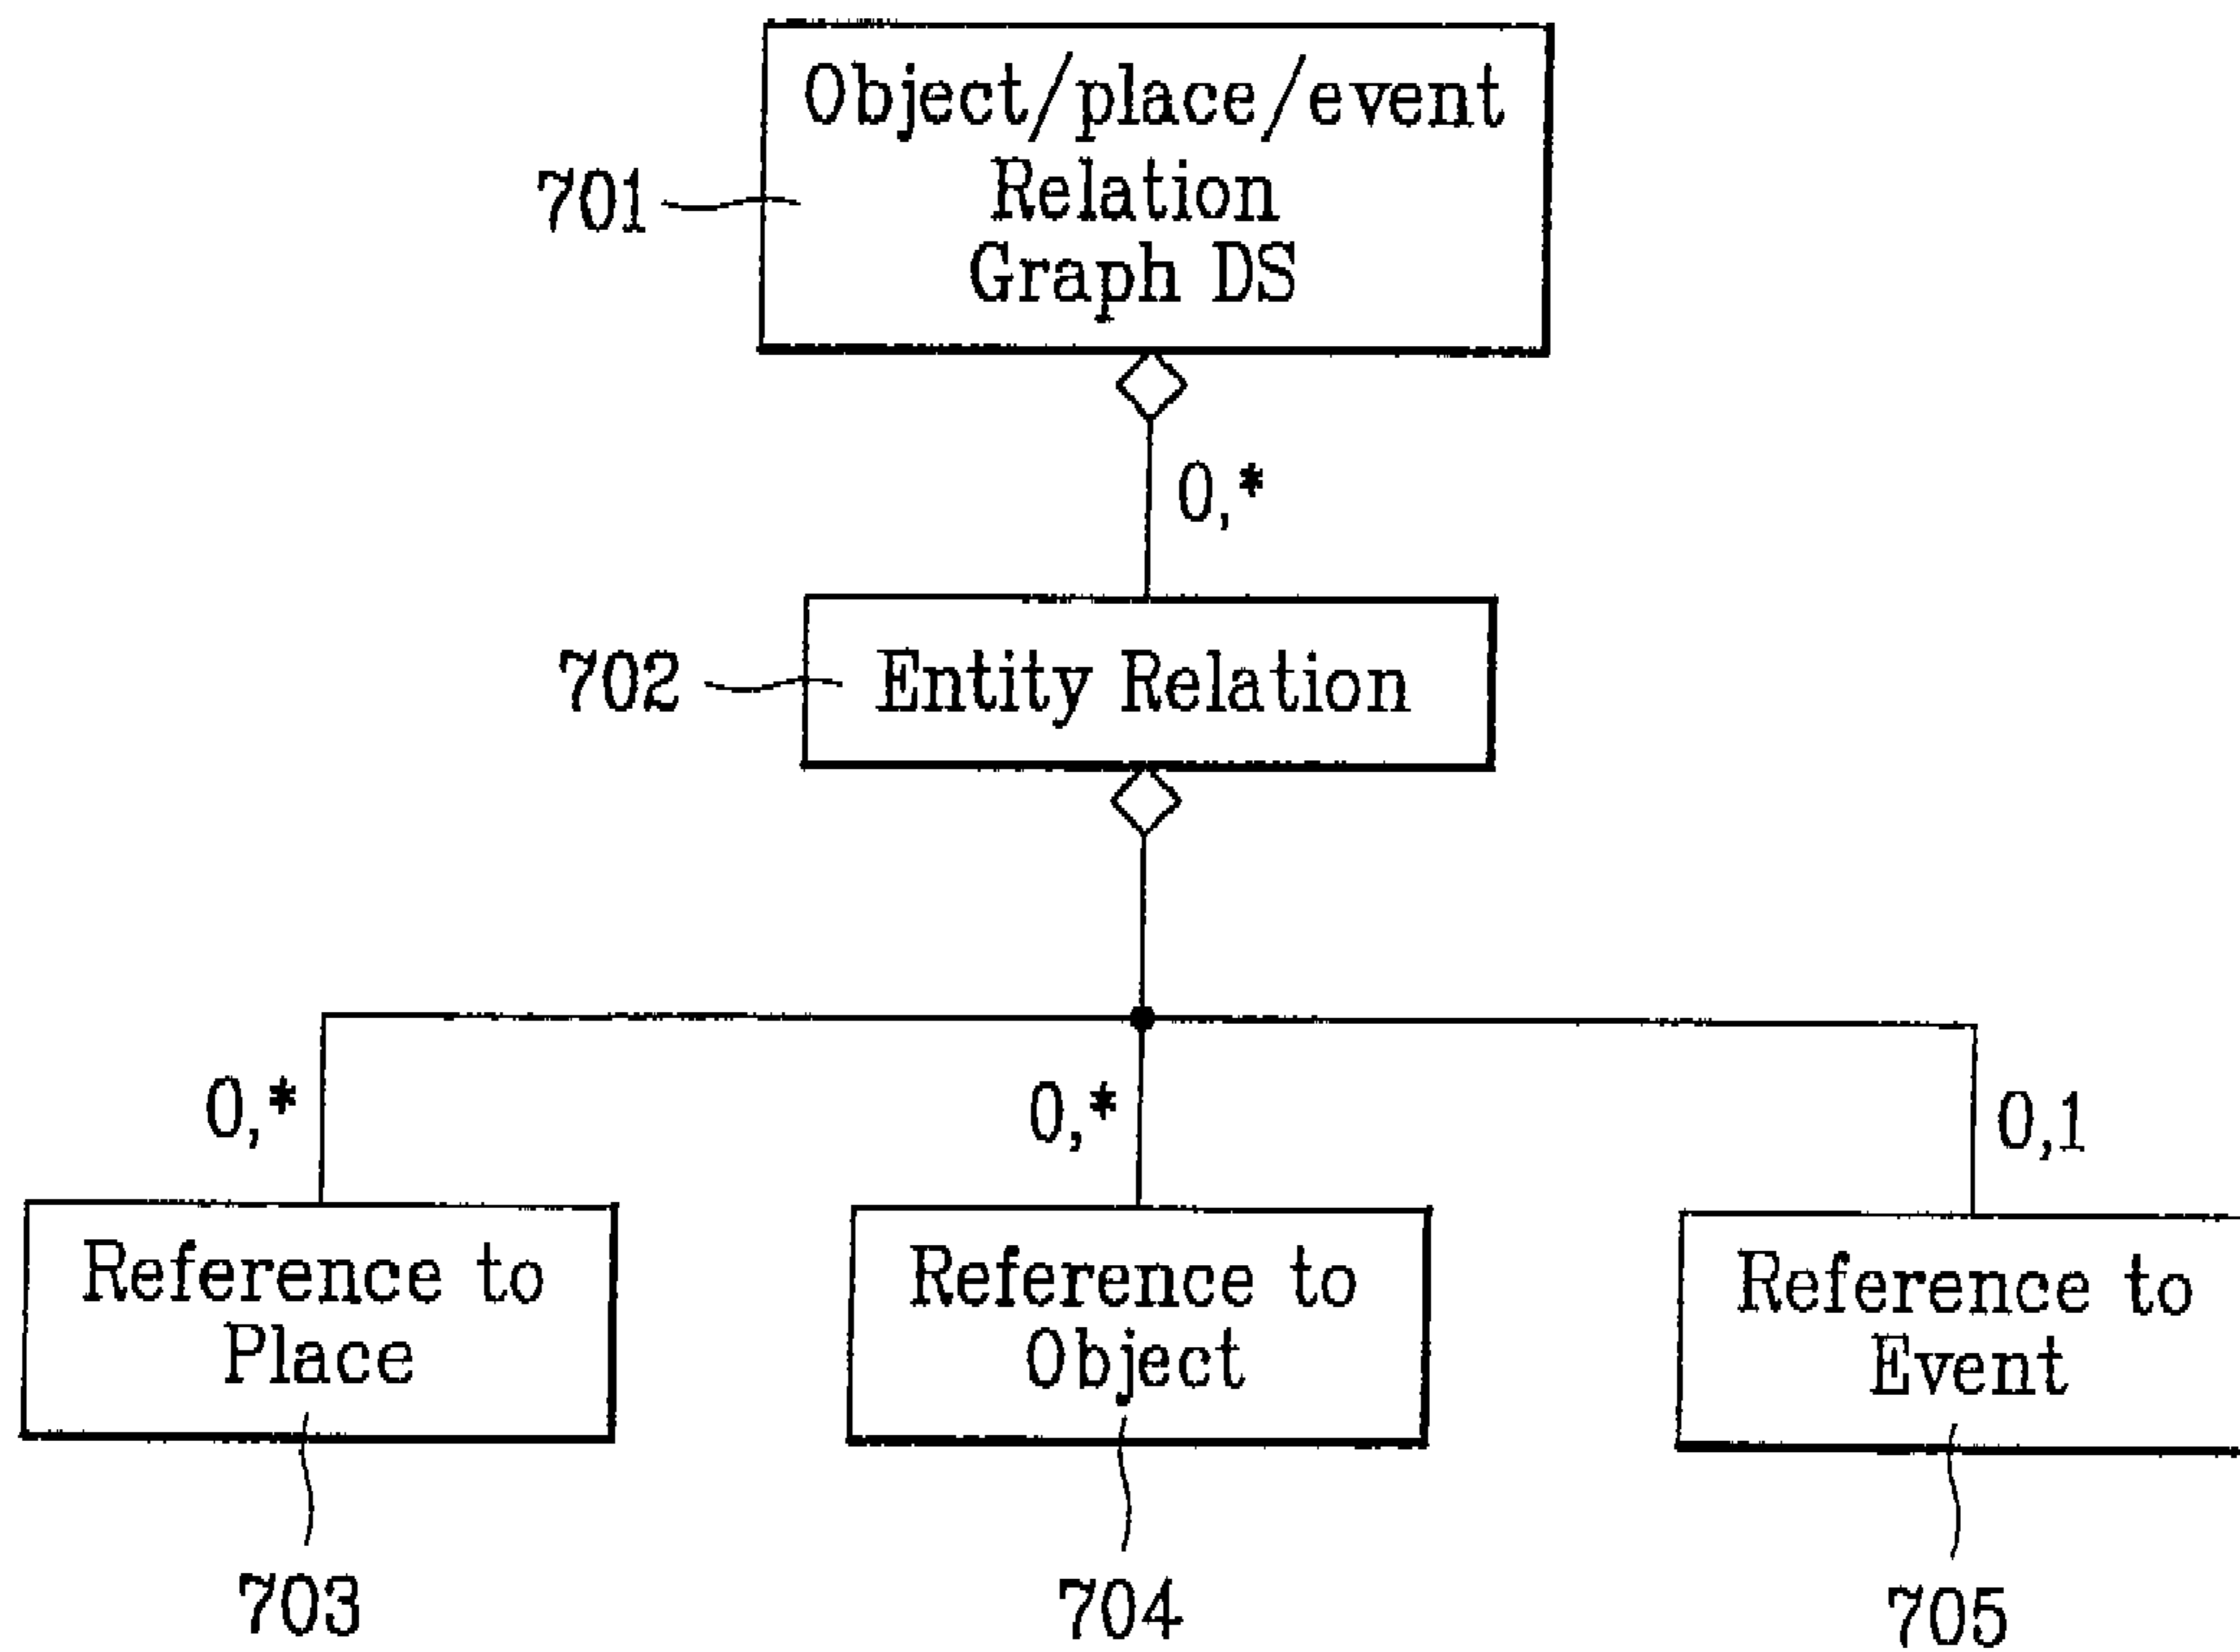 Object/place/event
Relation
Graph DS
701
0,*
702
Entity Relation
0,*
0,*
0,1
Reference to
Place
Reference to
Object
Reference to
Event
703
704
705